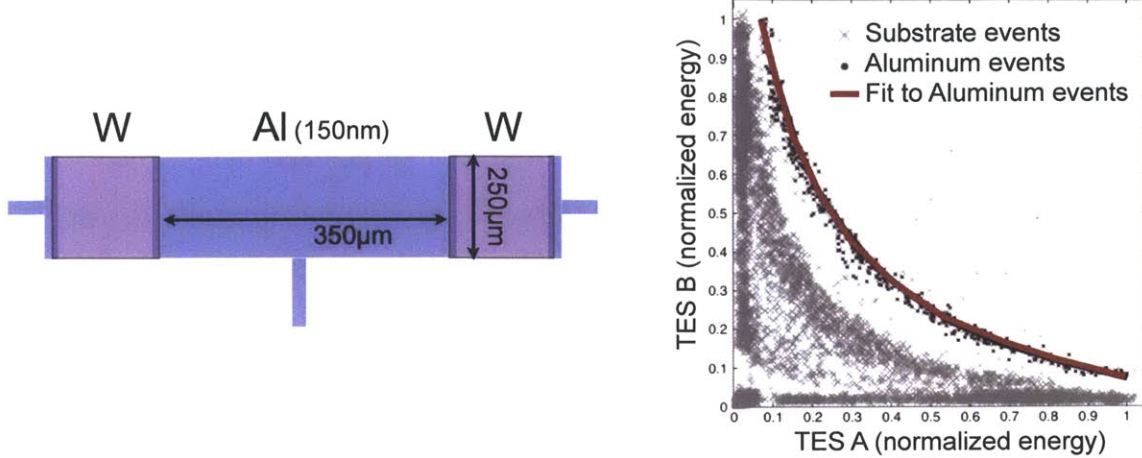 W Al (150nm) W
350μm
250μm
× Substrate events
• Aluminum events
Fit to Aluminum events
TES B (normalized energy)
1
0.9
0.8
0.7
0.6
0.5
0.4
0.3
0.2
0.1
0
0 0.1 0.2 0.3 0.4 0.5 0.6 0.7 0.8 0.9 1
TES A (normalized energy)